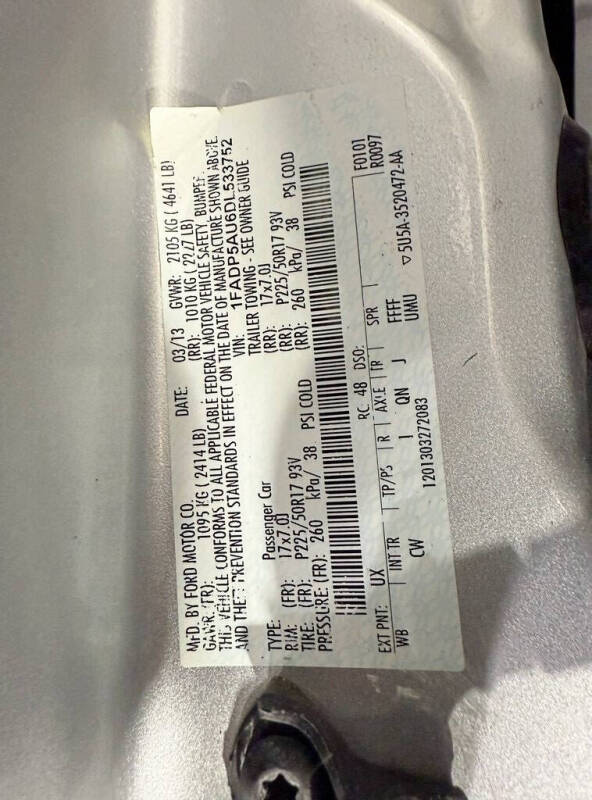 MFD. BY FORD MOTOR CO.
DATE: 03/13 GVWR: 2105 KG ( 4641 LB)
GAWR: (FR): 1095 KG ( 2414 LB) (RR): 1010 KG ( 2227 LB)
THIS VEHICLE CONFORMS TO ALL APPLICABLE FEDERAL MOTOR VEHICLE SAFETY, BUMPER,
AND THEFT PREVENTION STANDARDS IN EFFECT ON THE DATE OF MANUFACTURE SHOWN ABOVE.
VIN: 1FADP5AU6DL533752
TYPE: Passenger Car TRAILER TOWING - SEE OWNER GUIDE
RIM: (FR): 17x7.0J (RR): 17x7.0J
TIRE: (FR): P225/50R17 93V (RR): P225/50R17 93V
PRESSURE: (FR): 260 kPa/ 38 PSI COLD (RR): 260 kPa/ 38 PSI COLD
F0101
RC: 48 DSO: R0097
EXT PNT: UX
WB INT TR TP/PS R AXLE TR SPR
CW I QN J FFFF
UMU
1201303272083 ▽ 5U5A-3520472-AA